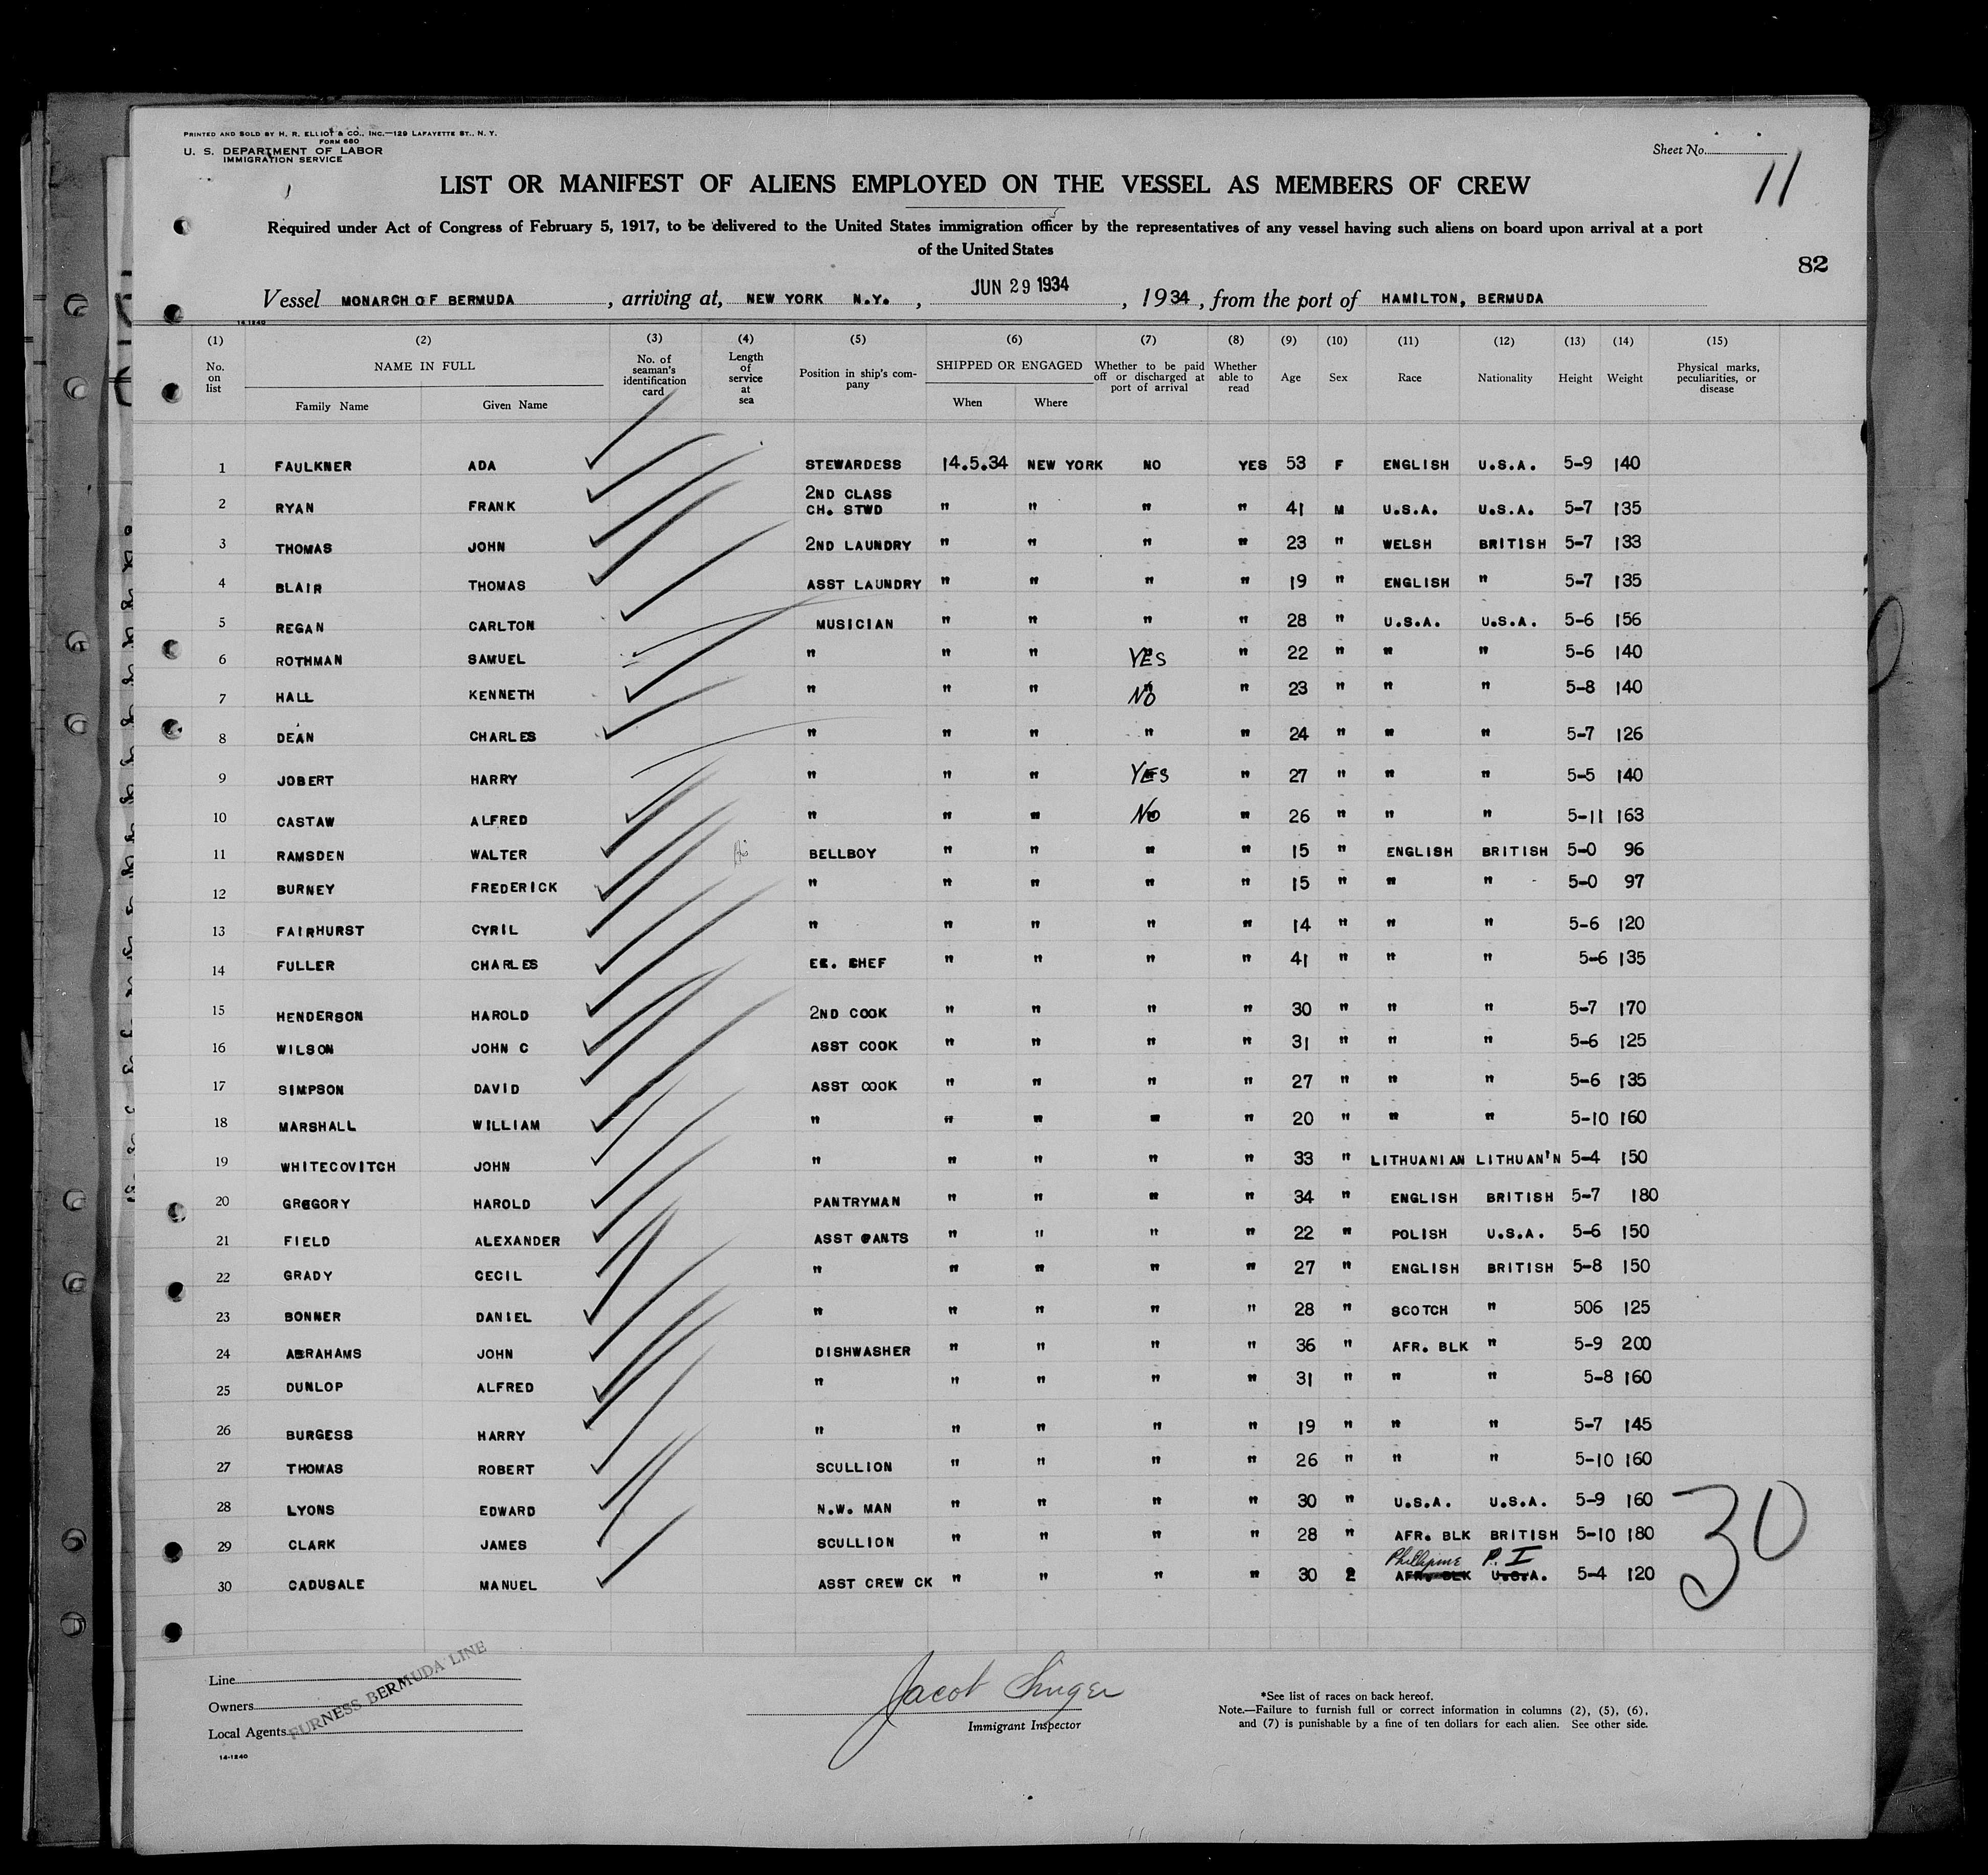 PRINTED AND SOLD BY H. R. ELLIOT & CO., INC.—129 LAFAYETTE ST., N. Y.
FORM 680
U. S. DEPARTMENT OF LABOR
IMMIGRATION SERVICE
Sheet No. 11
LIST OR MANIFEST OF ALIENS EMPLOYED ON THE VESSEL AS MEMBERS OF CREW
Required under Act of Congress of February 5, 1917, to be delivered to the United States immigration officer by the representatives of any vessel having such aliens on board upon arrival at a port
of the United States
82
Vessel MONARCH OF BERMUDA, arriving at, NEW YORK N.Y., JUN 29 1934, 1934, from the port of HAMILTON, BERMUDA
14-1240
(1) (2) (3) (4) (5) (6) (7) (8) (9) (10) (11) (12) (13) (14) (15)
No. on list NAME IN FULL Family Name Given Name No. of seaman's identification card Length of service at sea Position in ship's company SHIPPED OR ENGAGED When Where Whether to be paid off or discharged at port of arrival Whether able to read Age Sex Race Nationality Height Weight Physical marks, peculiarities, or disease
1 FAULKNER ADA STEWARDESS 14.5.34 NEW YORK NO YES 53 F ENGLISH U.S.A. 5-9 140
2 RYAN FRANK 2ND CLASS CH. STWD " " " " 41 M U.S.A. U.S.A. 5-7 135
3 THOMAS JOHN 2ND LAUNDRY " " " " 23 " WELSH BRITISH 5-7 133
4 BLAIR THOMAS ASST LAUNDRY " " " " 19 " ENGLISH " 5-7 135
5 REGAN CARLTON MUSICIAN " " " " 28 " U.S.A. U.S.A. 5-6 156
6 ROTHMAN SAMUEL " " " YES " 22 " " " 5-6 140
7 HALL KENNETH " " " NO " 23 " " " 5-8 140
8 DEAN CHARLES " " " " " 24 " " " 5-7 126
9 JOBERT HARRY " " " YES " 27 " " " 5-5 140
10 CASTAW ALFRED " " " NO " 26 " " " 5-11 163
11 RAMSDEN WALTER BELLBOY " " " " 15 " ENGLISH BRITISH 5-0 96
12 BURNEY FREDERICK " " " " " 15 " " " 5-0 97
13 FAIRHURST CYRIL " " " " " 14 " " " 5-6 120
14 FULLER CHARLES EX. CHEF " " " " 41 " " " 5-6 135
15 HENDERSON HAROLD 2ND COOK " " " " 30 " " " 5-7 170
16 WILSON JOHN C ASST COOK " " " " 31 " " " 5-6 125
17 SIMPSON DAVID ASST COOK " " " " 27 " " " 5-6 135
18 MARSHALL WILLIAM " " " " " 20 " " " 5-10 160
19 WHITECOVITCH JOHN " " " " " 33 " LITHUANIAN LITHUAN'N 5-4 150
20 GREGORY HAROLD PANTRYMAN " " " " 34 " ENGLISH BRITISH 5-7 180
21 FIELD ALEXANDER ASST PANTS " " " " 22 " POLISH U.S.A. 5-6 150
22 GRADY CECIL " " " " " 27 " ENGLISH BRITISH 5-8 150
23 BONNER DANIEL " " " " " 28 " SCOTCH " 506 125
24 ABRAHAMS JOHN DISHWASHER " " " " 36 " AFR. BLK " 5-9 200
25 DUNLOP ALFRED " " " " " 31 " " " 5-8 160
26 BURGESS HARRY " " " " " 19 " " " 5-7 145
27 THOMAS ROBERT SCULLION " " " " 26 " " " 5-10 160
28 LYONS EDWARD N.W. MAN " " " " 30 " U.S.A. U.S.A. 5-9 160
29 CLARK JAMES SCULLION " " " " 28 " AFR. BLK BRITISH 5-10 180
Phillipine P. I
30 CADUSALE MANUEL ASST CREW CK " " " " 30 2 AFR. BLK U.S.A. 5-4 120
30
Line
Owners
Local Agents
FURNESS BERMUDA LINE
14-1240
Jacob Singer
Immigrant Inspector
*See list of races on back hereof.
Note.—Failure to furnish full or correct information in columns (2), (5), (6),
and (7) is punishable by a fine of ten dollars for each alien. See other side.